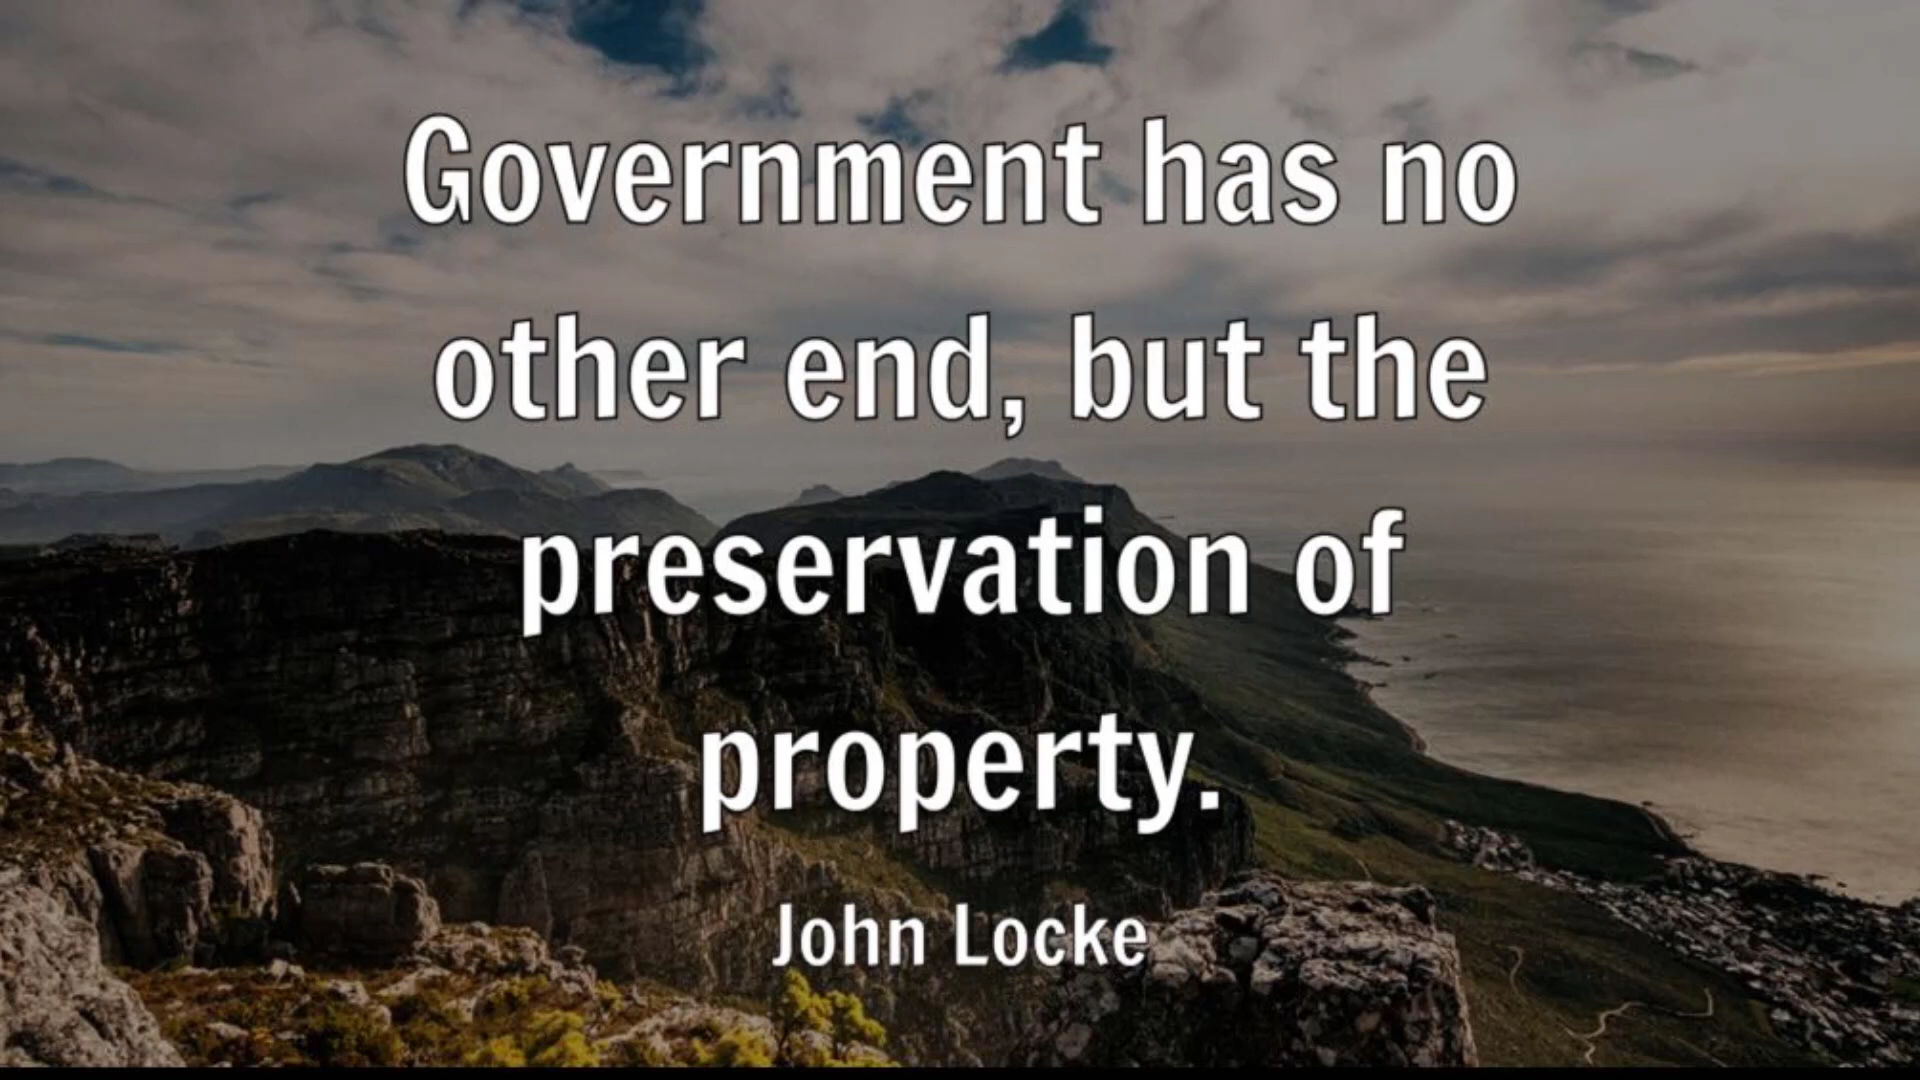 Government has no
other end, but the
preservation of
property.
John Locke